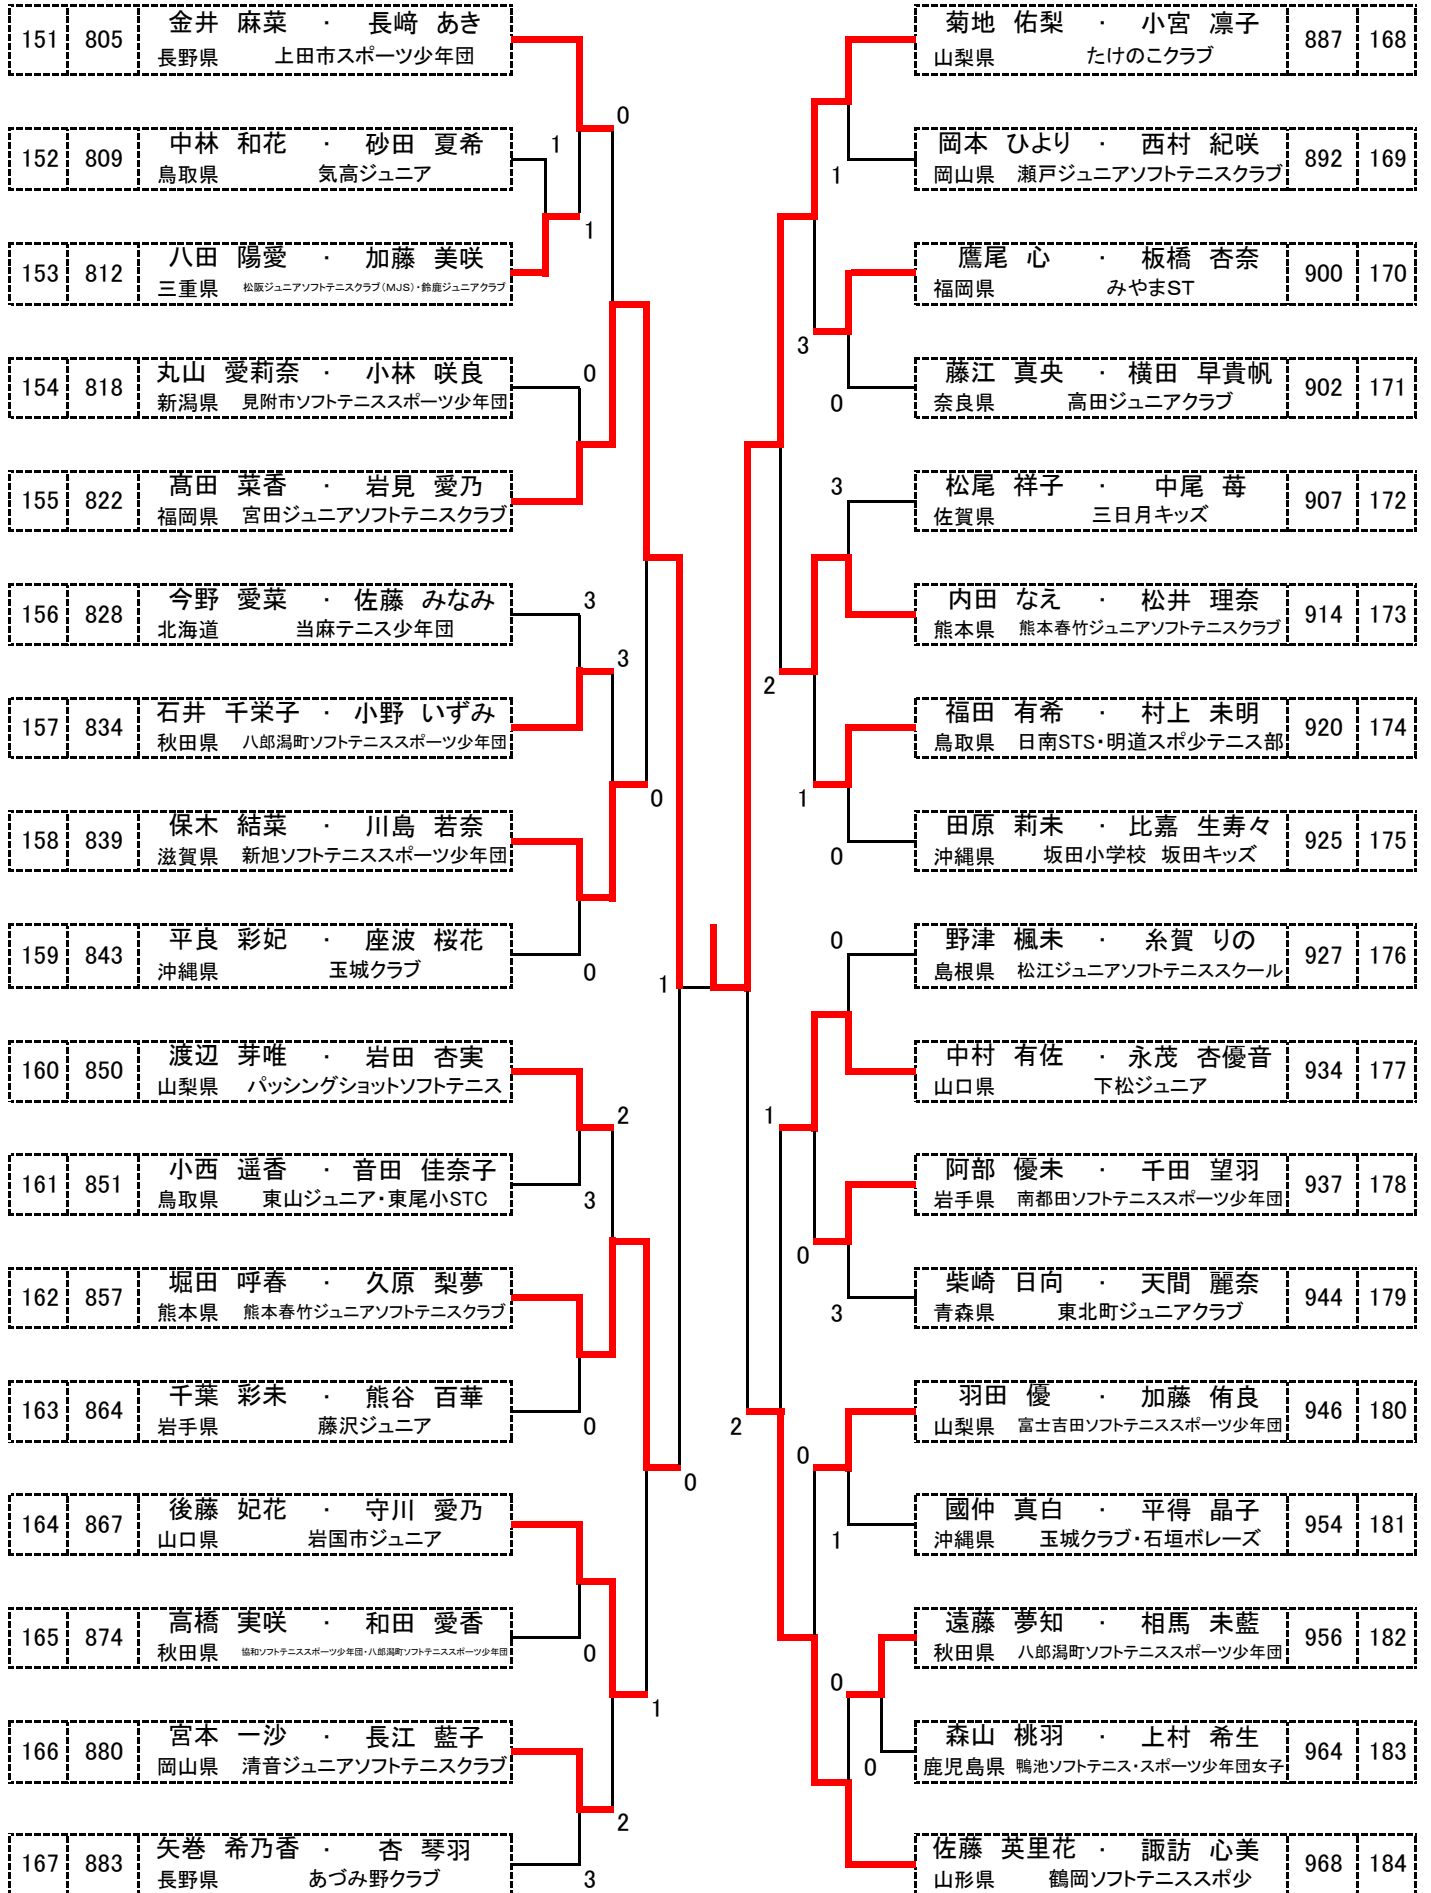 151 805 金井 麻菜 ・ 長﨑 あき
長野県 上田市スポーツ少年団
0
152 809 中林 和花 ・ 砂田 夏希
鳥取県 気高ジュニア
1
1
153 812 八田 陽愛 ・ 加藤 美咲
三重県 松阪ジュニアソフトテニスクラブ(MJS)・鈴鹿ジュニアクラブ
154 818 丸山 愛莉奈 ・ 小林 咲良
新潟県 見附市ソフトテニススポーツ少年団
0
155 822 髙田 菜香 ・ 岩見 愛乃
福岡県 宮田ジュニアソフトテニスクラブ
156 828 今野 愛菜 ・ 佐藤 みなみ
北海道 当麻テニス少年団
3
3
157 834 石井 千栄子 ・ 小野 いずみ
秋田県 八郎潟町ソフトテニススポーツ少年団
0
158 839 保木 結菜 ・ 川島 若奈
滋賀県 新旭ソフトテニススポーツ少年団
159 843 平良 彩妃 ・ 座波 桜花
沖縄県 玉城クラブ
0
1
160 850 渡辺 芽唯 ・ 岩田 杏実
山梨県 パッシングショットソフトテニス
2
161 851 小西 遥香 ・ 音田 佳奈子
鳥取県 東山ジュニア・東尾小STC
3
162 857 堀田 呼春 ・ 久原 梨夢
熊本県 熊本春竹ジュニアソフトテニスクラブ
163 864 千葉 彩未 ・ 熊谷 百華
岩手県 藤沢ジュニア
0
0
164 867 後藤 妃花 ・ 守川 愛乃
山口県 岩国市ジュニア
165 874 高橋 実咲 ・ 和田 愛香
秋田県 協和ソフトテニススポーツ少年団・八郎潟町ソフトテニススポーツ少年団
0
1
166 880 宮本 一沙 ・ 長江 藍子
岡山県 清音ジュニアソフトテニスクラブ
2
167 883 矢巻 希乃香 ・ 杏 琴羽
長野県 あづみ野クラブ
3
菊地 佑梨 ・ 小宮 凛子 887 168
山梨県 たけのこクラブ
岡本 ひより ・ 西村 紀咲 892 169
岡山県 瀬戸ジュニアソフトテニスクラブ
1
鷹尾 心 ・ 板橋 杏奈 900 170
福岡県 みやまST
3
藤江 真央 ・ 横田 早貴帆 902 171
奈良県 高田ジュニアクラブ
0
松尾 祥子 ・ 中尾 苺 907 172
佐賀県 三日月キッズ
3
内田 なえ ・ 松井 理奈 914 173
熊本県 熊本春竹ジュニアソフトテニスクラブ
2
福田 有希 ・ 村上 未明 920 174
鳥取県 日南STS・明道スポ少テニス部
1
田原 莉未 ・ 比嘉 生寿々 925 175
沖縄県 坂田小学校 坂田キッズ
0
野津 楓未 ・ 糸賀 りの 927 176
島根県 松江ジュニアソフトテニススクール
0
中村 有佐 ・ 永茂 杏優音 934 177
山口県 下松ジュニア
1
阿部 優未 ・ 千田 望羽 937 178
岩手県 南都田ソフトテニススポーツ少年団
0
柴崎 日向 ・ 天間 麗奈 944 179
青森県 東北町ジュニアクラブ
3
羽田 優 ・ 加藤 侑良 946 180
山梨県 富士吉田ソフトテニススポーツ少年団
2
0
國仲 真白 ・ 平得 晶子 954 181
沖縄県 玉城クラブ・石垣ボレーズ
1
遠藤 夢知 ・ 相馬 未藍 956 182
秋田県 八郎潟町ソフトテニススポーツ少年団
0
森山 桃羽 ・ 上村 希生 964 183
鹿児島県 鴨池ソフトテニス・スポーツ少年団女子
0
佐藤 英里花 ・ 諏訪 心美 968 184
山形県 鶴岡ソフトテニススポ少